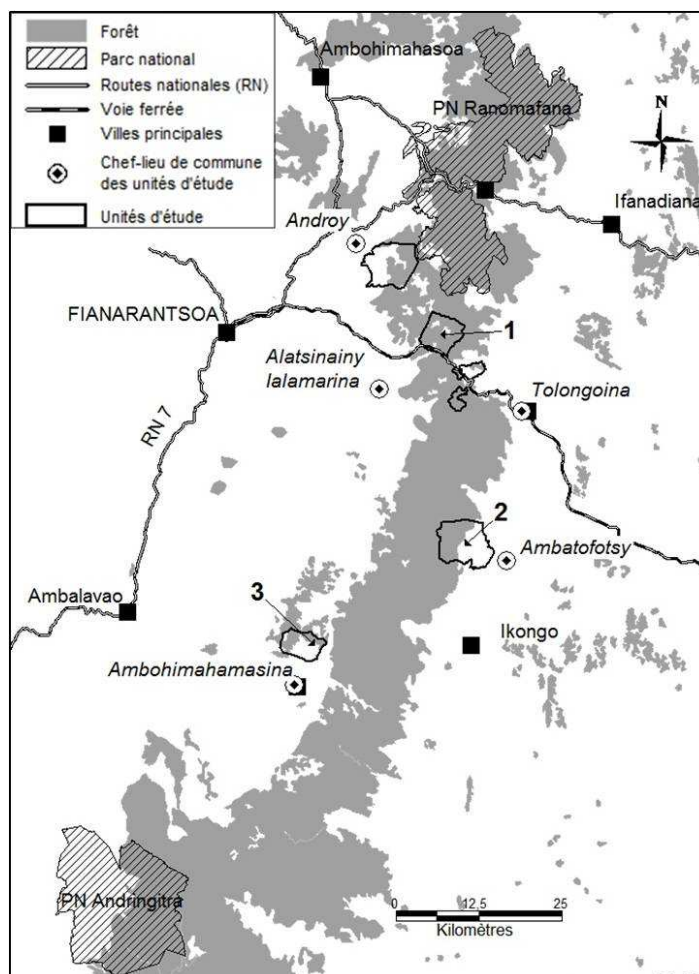 Forêt
Parc national
Routes nationales (RN)
Voie ferrée
Villes principales
Chef-lieu de commune
des unités d'étude
Unités d'étude
Ambohimahasoa
PN Ranomafana
N
Ifanadiana
Androy
FIANARANTSOA
1
Alatsinainy
Ialamarina
Tolongoina
RN 7
2
Ambatofotsy
Ambalavao
3
Ikongo
Ambohimahamasina
PN Andringitra
0 12,5 25
Kilomètres